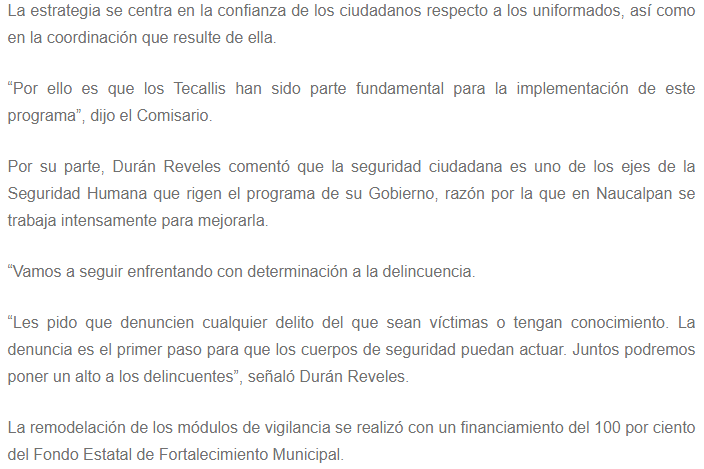 La estrategia se centra en la confianza de los ciudadanos respecto a los uniformados, así como
en la coordinación que resulte de ella.
“Por ello es que los Tecallis han sido parte fundamental para la implementación de este
programa”, dijo el Comisario.
Por su parte, Durán Reveles comentó que la seguridad ciudadana es uno de los ejes de la
Seguridad Humana que rigen el programa de su Gobierno, razón por la que en Naucalpan se
trabaja intensamente para mejorarla.
“Vamos a seguir enfrentando con determinación a la delincuencia.
“Les pido que denuncien cualquier delito del que sean víctimas o tengan conocimiento. La
denuncia es el primer paso para que los cuerpos de seguridad puedan actuar. Juntos podremos
poner un alto a los delincuentes”, señaló Durán Reveles.
La remodelación de los módulos de vigilancia se realizó con un financiamiento del 100 por ciento
del Fondo Estatal de Fortalecimiento Municipal.